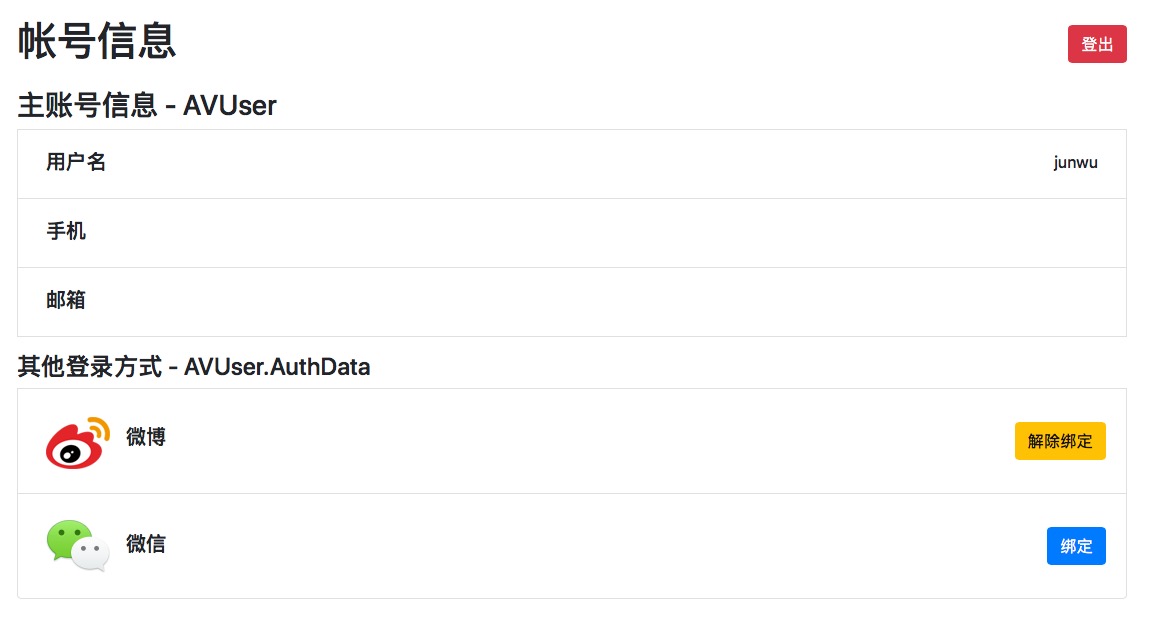 帐号信息
登出
主账号信息 - AVUser
用户名
junwu
手机
邮箱
其他登录方式 - AVUser.AuthData
微博
解除绑定
微信
绑定